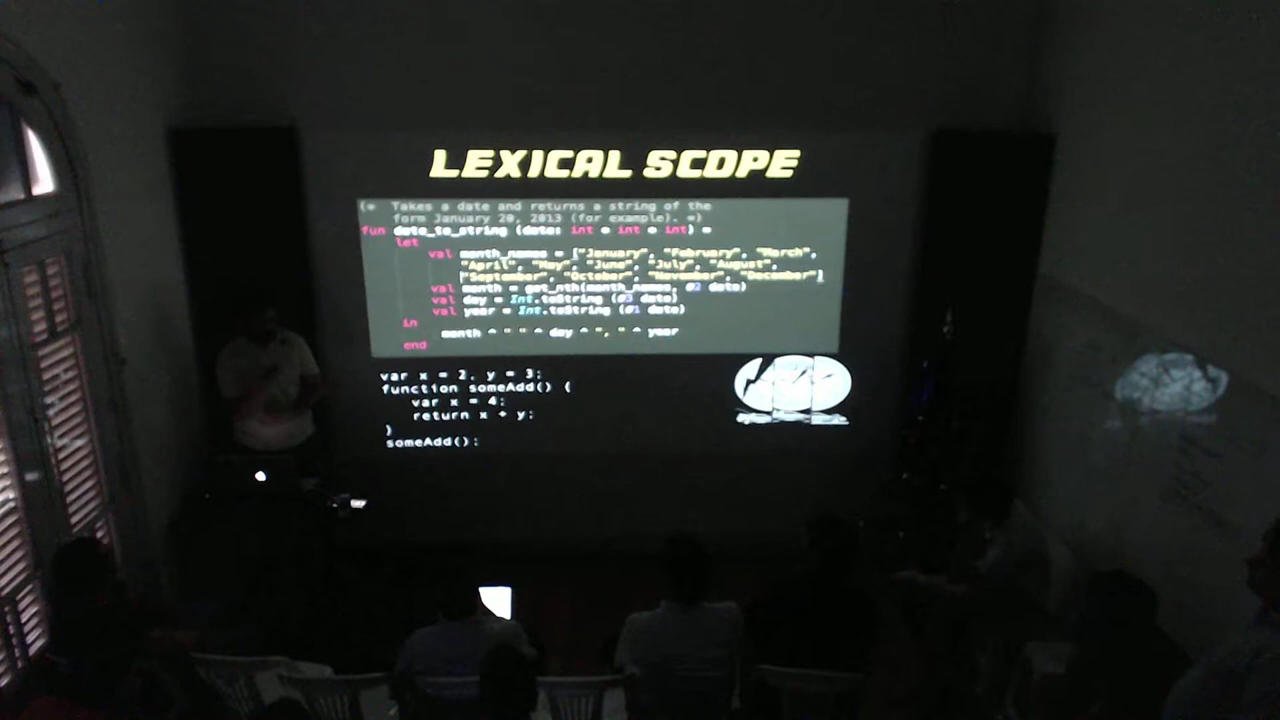 LEXICAL SCOPE
(* Takes a date and returns a string of the
form January 20, 2013 (for example). *)
fun date_to_string (date: int * int * int) =
let
val month_names = ["January", "February", "March",
"April", "May", "June", "July", "August",
"September", "October", "November", "December"]
val month = get_nth(month_names, #2 date)
val day = Int.toString (#3 date)
val year = Int.toString (#1 date)
in
month ^ " " ^ day ^ ", " ^ year
end
var x = 2, y = 3;
function someAdd() {
var x = 4;
return x + y;
}
someAdd();